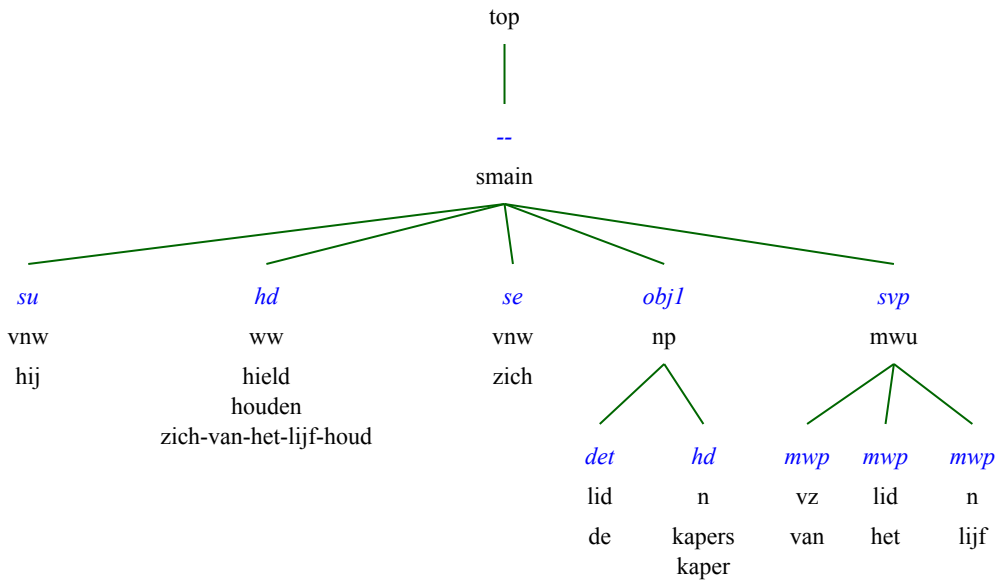 top
--
smain
su hd se obj1 svp
vnw ww vnw np mwu
hij hield zich
houden
zich-van-het-lijf-houd
det hd mwp mwp mwp
lid n vz lid n
de kapers van het lijf
kaper